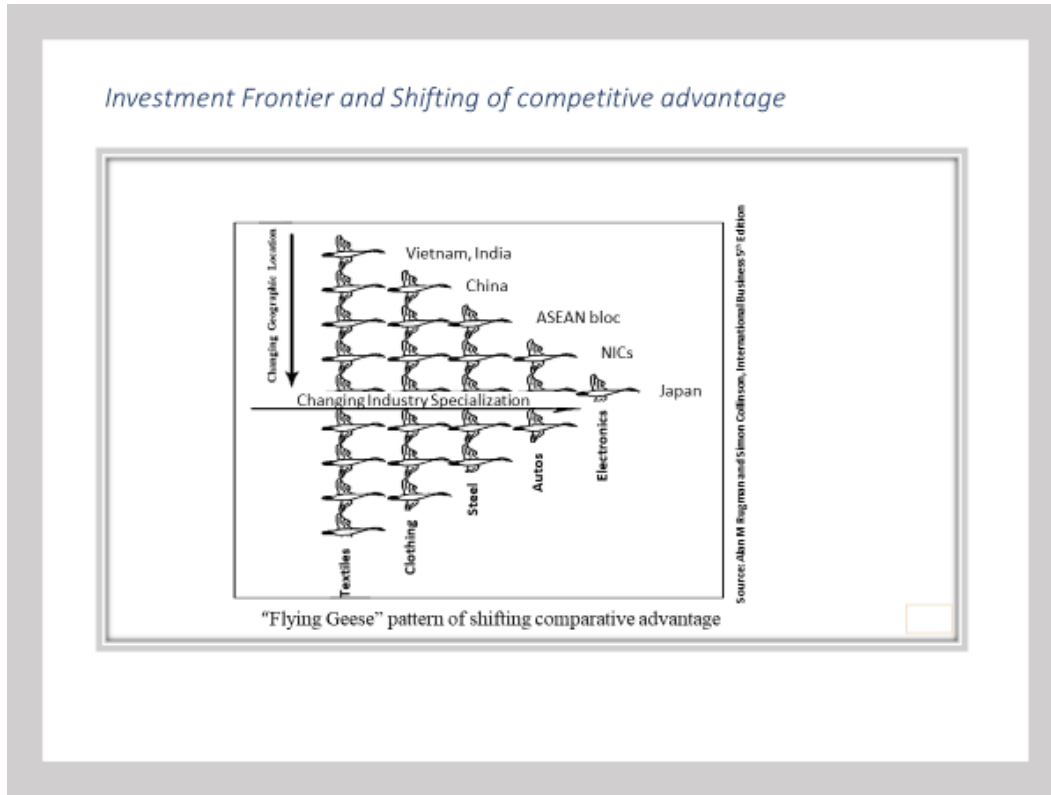 Investment Frontier and Shifting of competitive advantage
Changing Geographic Location
Vietnam, India
China
ASEAN bloc
NICs
Japan
Changing Industry Specialization
Textiles
Clothing
Steel
Autos
Electronics
Source: Alan M Rugman and Simon Collinson, International Business 5th Edition
“Flying Geese” pattern of shifting comparative advantage